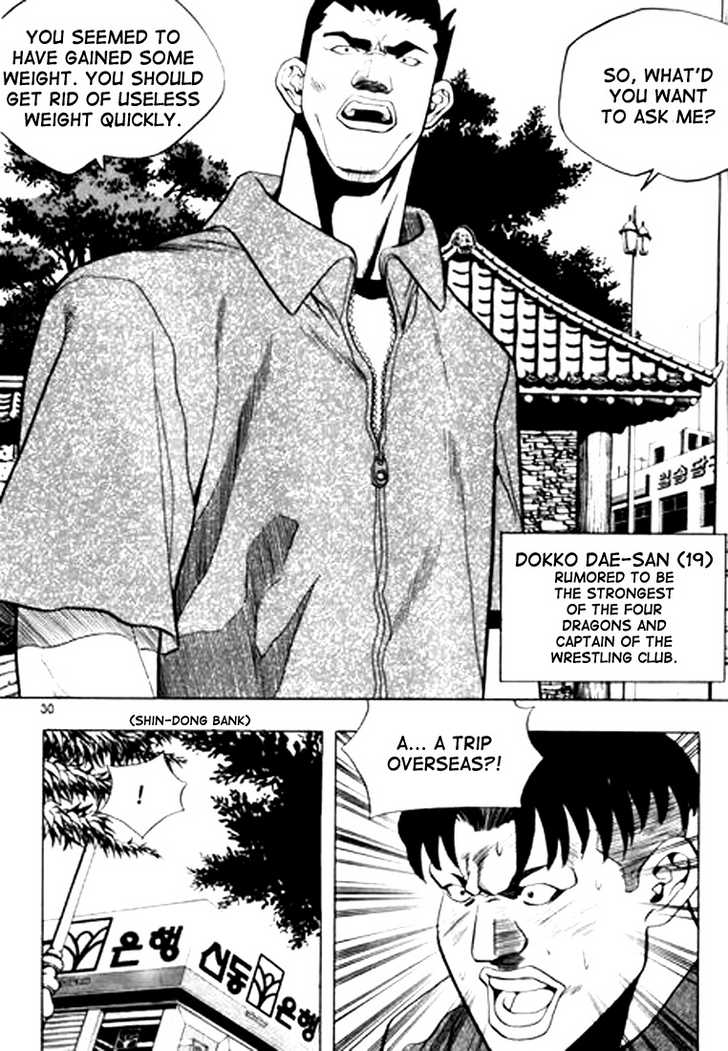 YOU SEEMED TO
HAVE GAINED SOME
WEIGHT. YOU SHOULD
GET RID OF USELESS
WEIGHT QUICKLY.
SO, WHAT'D
YOU WANT
TO ASK ME?
DOKKO DAE-SAN (19)
RUMORED TO BE
THE STRONGEST
OF THE FOUR
DRAGONS AND
CAPTAIN OF THE
WRESTLING CLUB.
30
(SHIN-DONG BANK)
!
은행 신동 은행
A... A TRIP
OVERSEAS?!